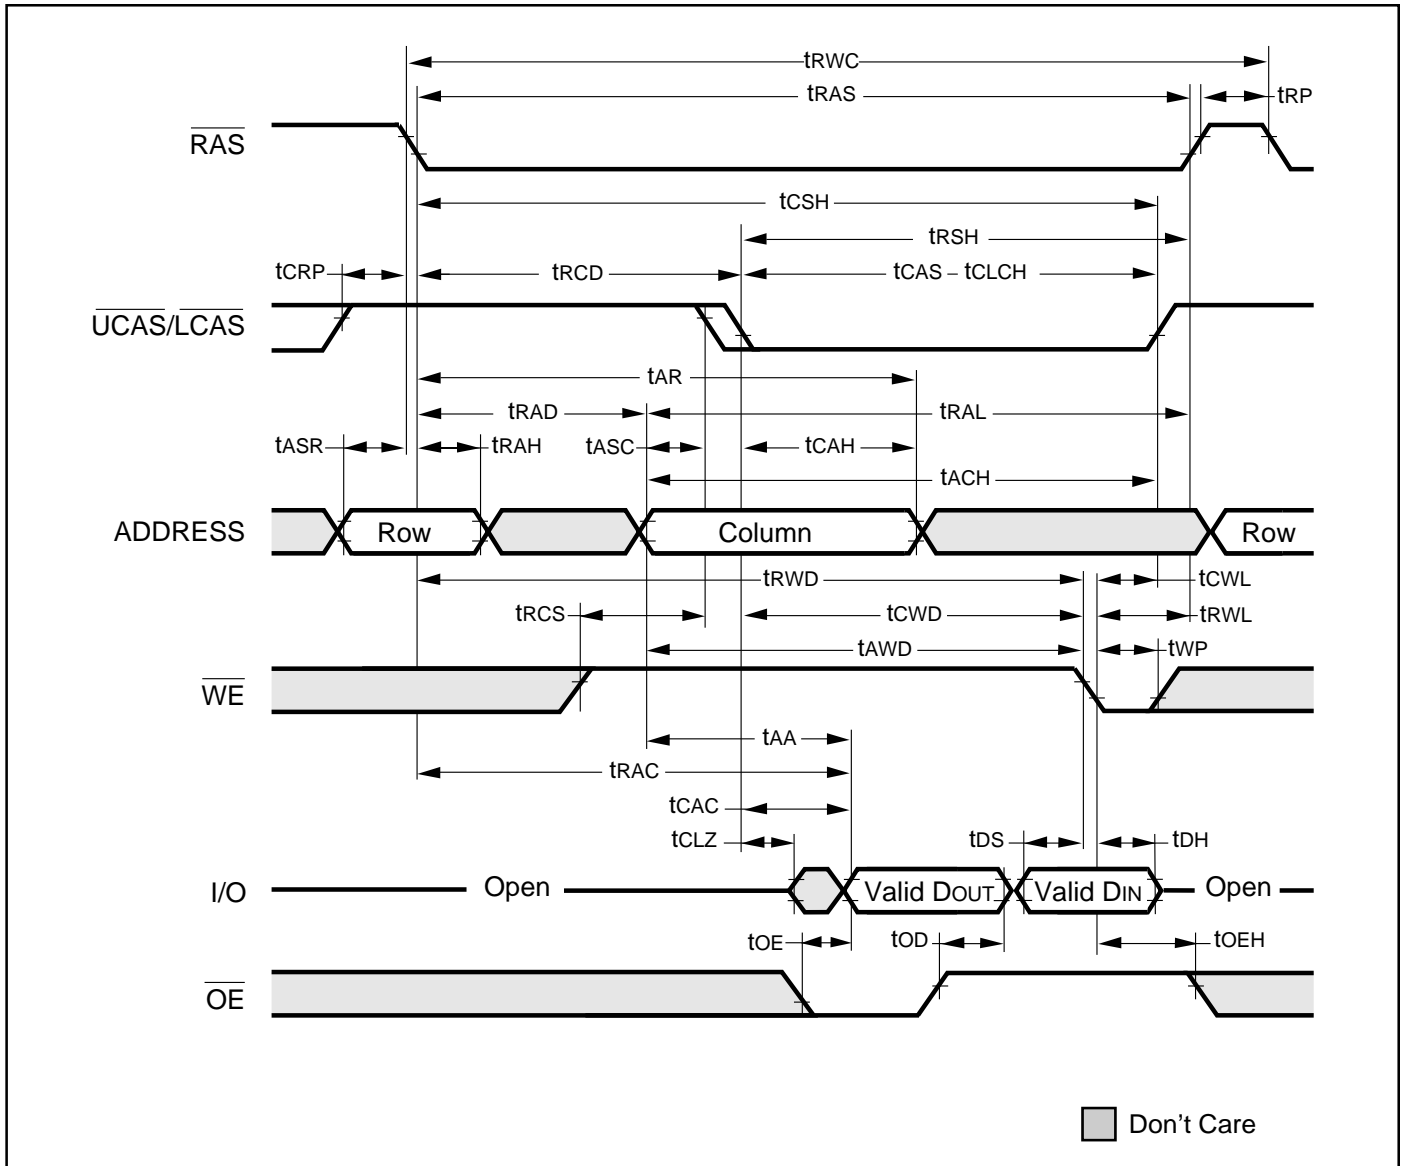 tRWC
tRAS
tRP
RAS
tCSH
tRSH
tCRP
tRCD
tCAS – tCLCH
UCAS/LCAS
tAR
tRAD
tRAL
tASR
tRAH
tASC
tCAH
tACH
ADDRESS
Row
Column
Row
tRWD
tCWL
tRCS
tCWD
tRWL
tAWD
tWP
WE
tAA
tRAC
tCAC
tCLZ
tDS
tDH
I/O
Open
Valid DOUT
Valid DIN
Open
tOE
tOD
tOEH
OE
Don't Care